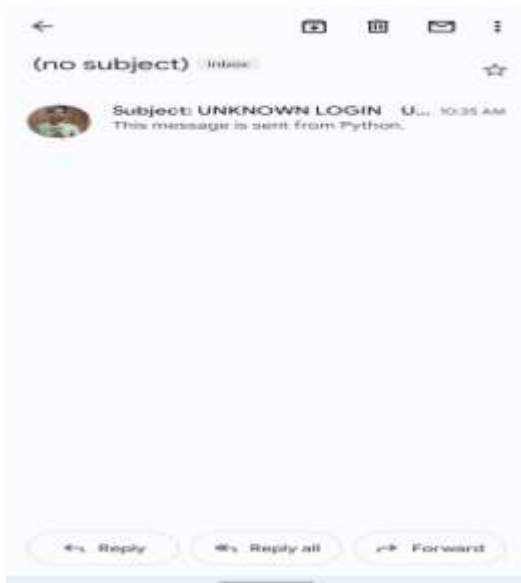 (no subject) Inbox
Subject: UNKNOWN LOGIN U... 10:35 AM
This message is sent from Python.
Reply Reply all Forward